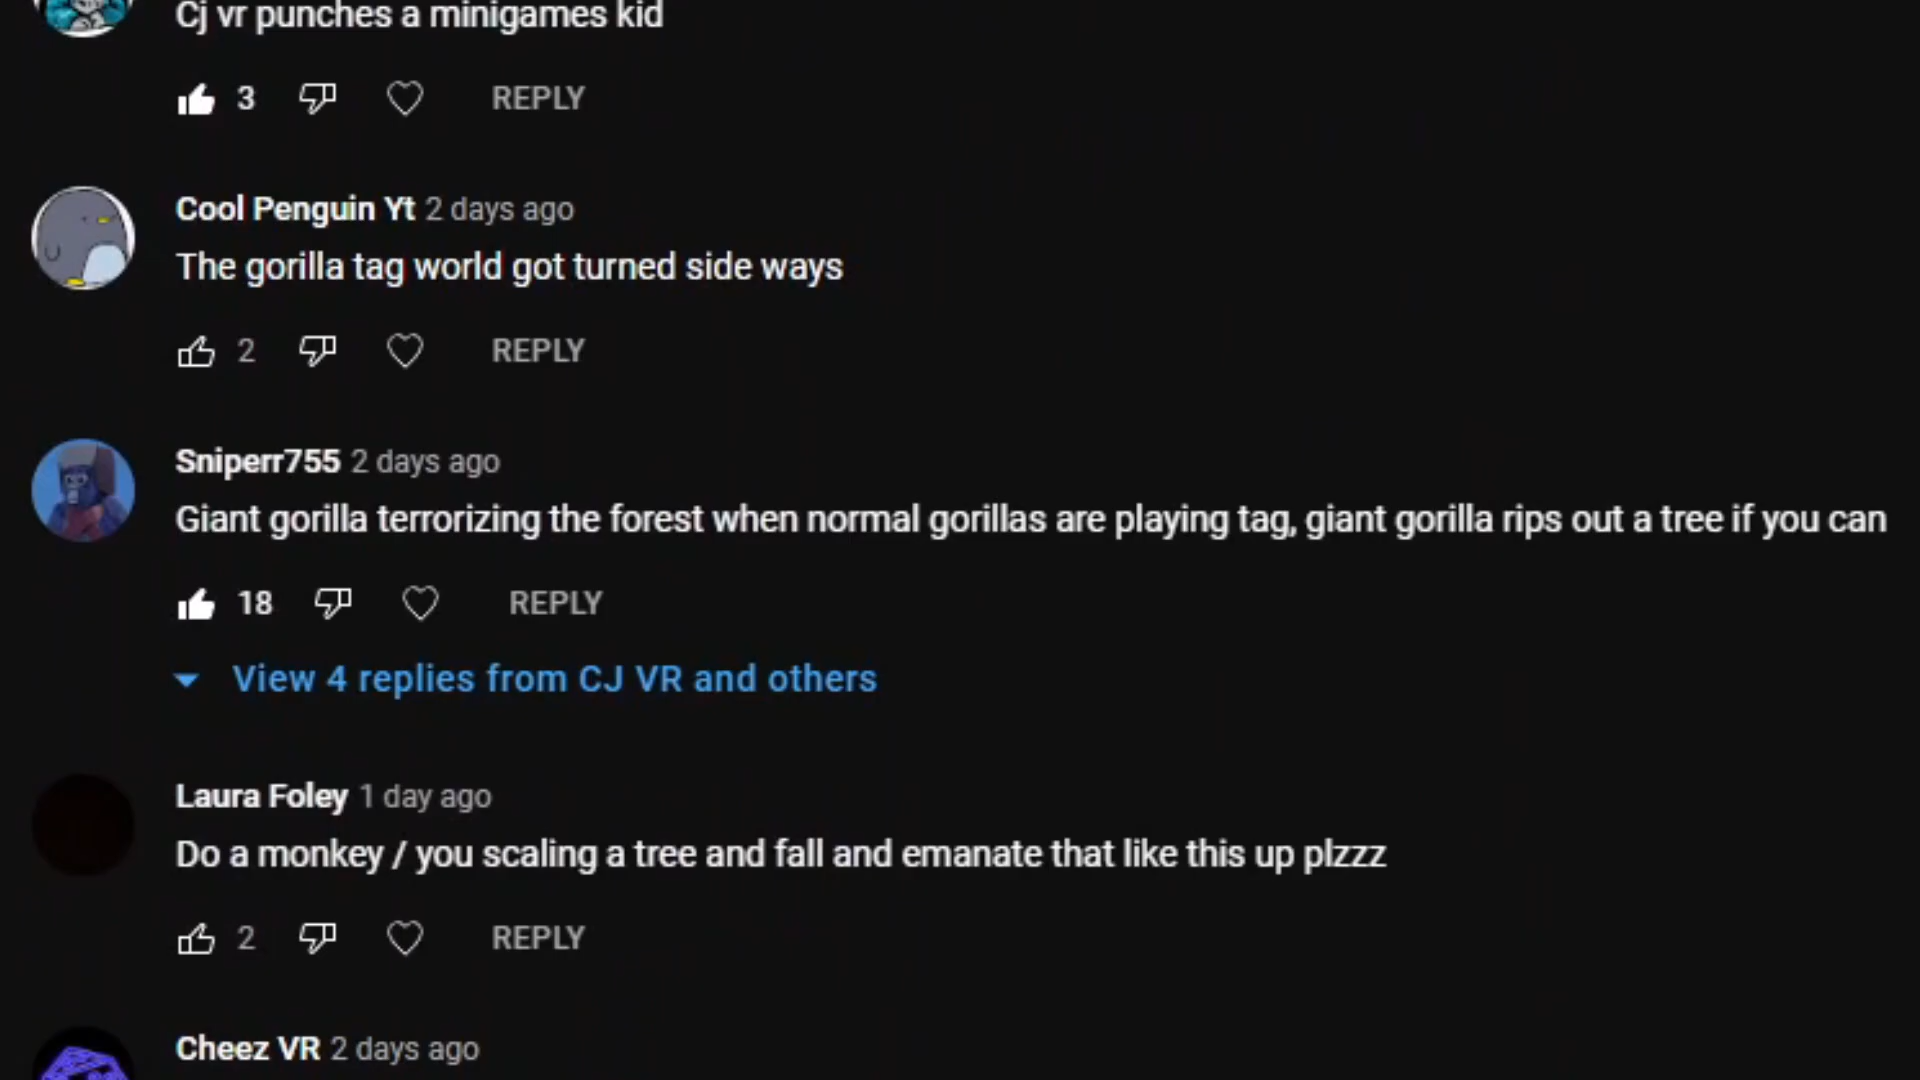 Cj vr punches a minigames kid
3 REPLY
Cool Penguin Yt 2 days ago
The gorilla tag world got turned side ways
2 REPLY
Sniperr755 2 days ago
Giant gorilla terrorizing the forest when normal gorillas are playing tag, giant gorilla rips out a tree if you can
18 REPLY
View 4 replies from CJ VR and others
Laura Foley 1 day ago
Do a monkey / you scaling a tree and fall and emanate that like this up plzzz
2 REPLY
Cheez VR 2 days ago